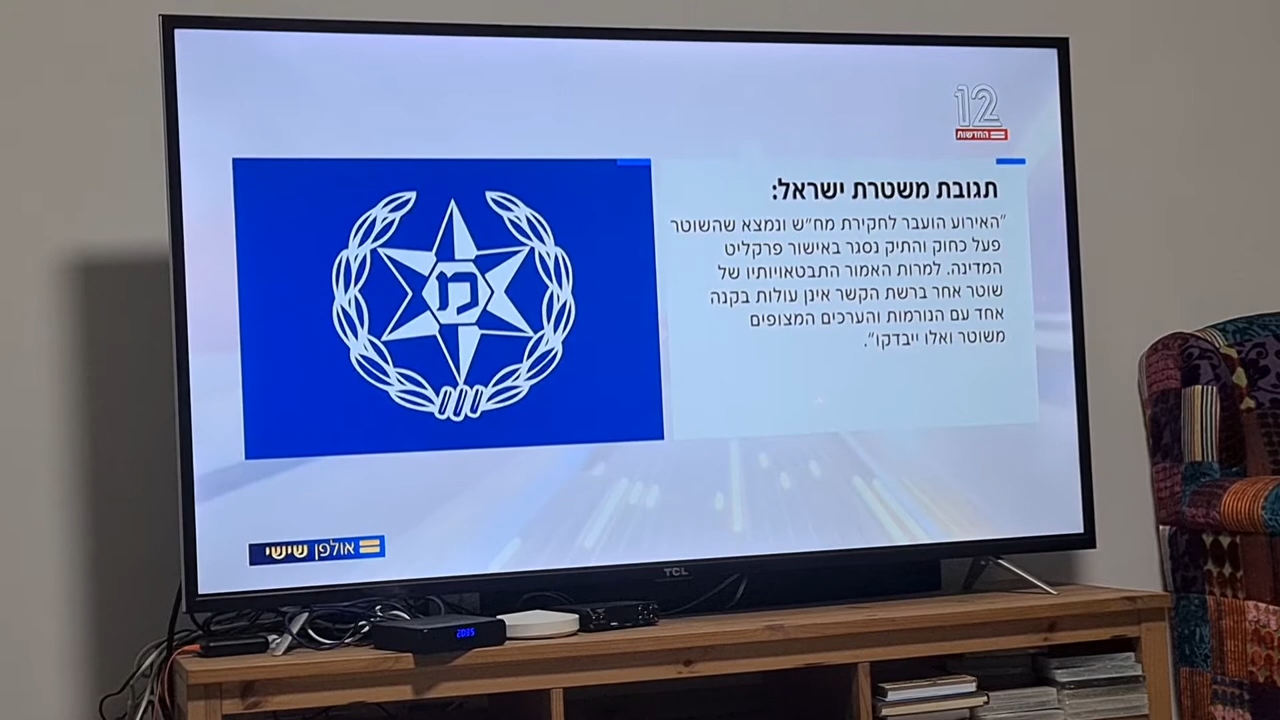 12
החדשות
תגובת משטרת ישראל:
"האירוע הועבר לחקירת מח״ש ונמצא שהשוטר
פעל כחוק והתיק נסגר באישור פרקליט
המדינה. למרות האמור התבטאויותיו של
שוטר אחר ברשת הקשר אינן עולות בקנה
אחד עם הנורמות והערכים המצופים
משוטר ואלו ייבדקו".
אולפן שישי
TCL
20:35